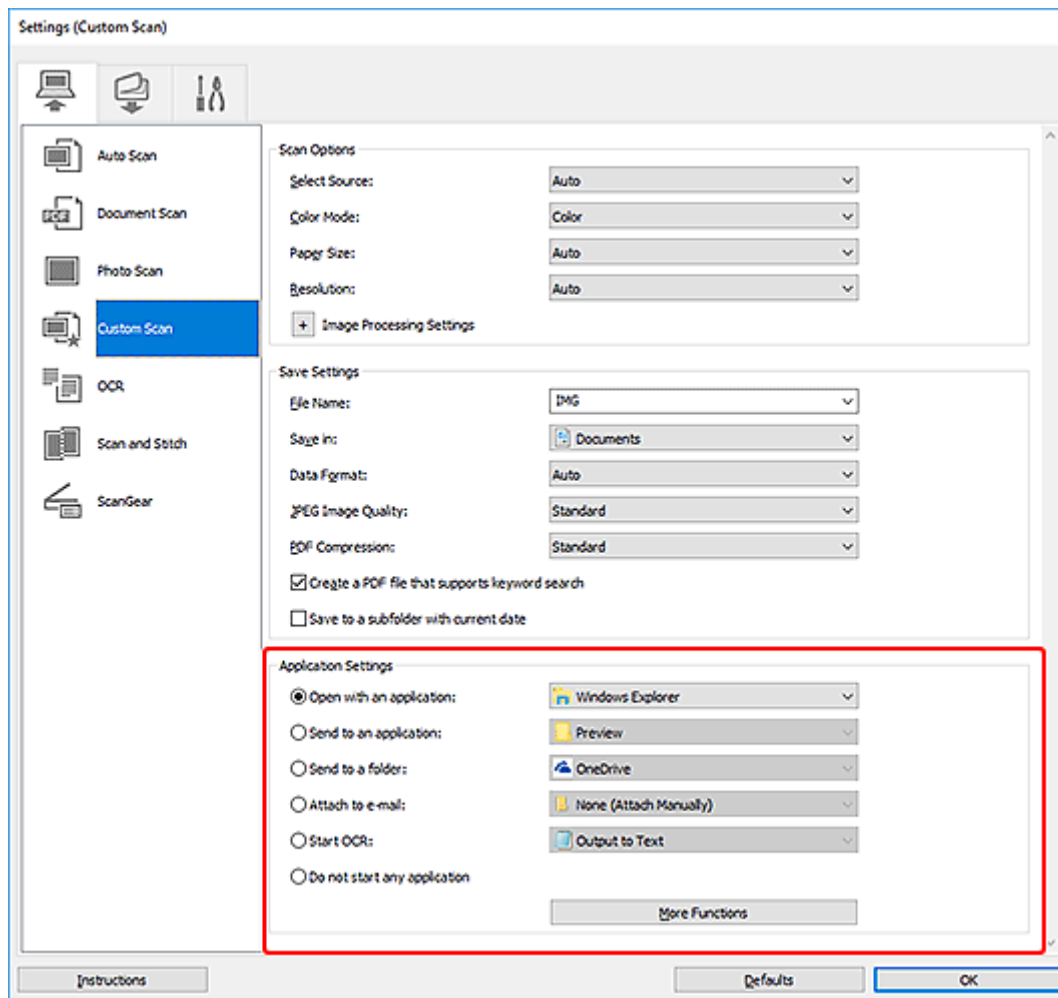 Settings (Custom Scan)
Auto Scan
Document Scan
Photo Scan
Custom Scan
OCR
Scan and Stitch
ScanGear
Scan Options
Select Source: Auto
Color Mode: Color
Paper Size: Auto
Resolution: Auto
+ Image Processing Settings
Save Settings
File Name: IMG
Save in: Documents
Data Format: Auto
JPEG Image Quality: Standard
PDF Compression: Standard
Create a PDF file that supports keyword search
Save to a subfolder with current date
Application Settings
Open with an application: Windows Explorer
Send to an application: Preview
Send to a folder: OneDrive
Attach to e-mail: None (Attach Manually)
Start OCR: Output to Text
Do not start any application
More Functions
Instructions Defaults OK